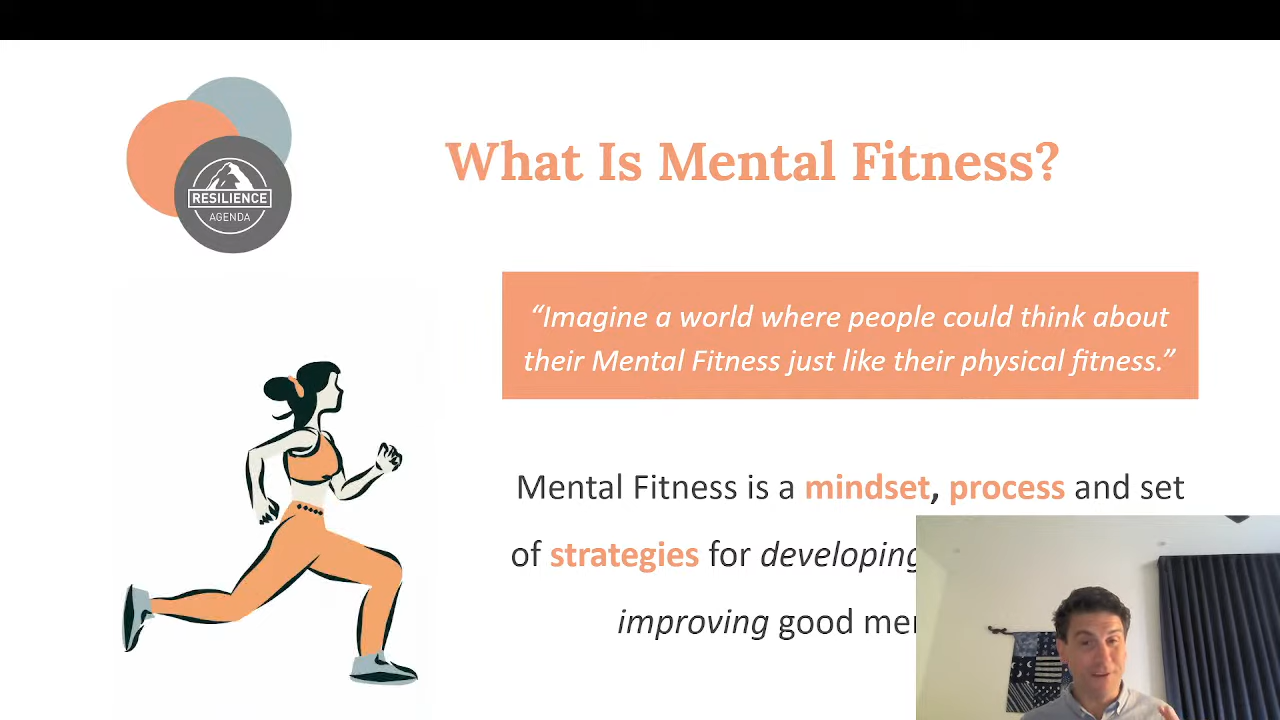 RESILIENCE
AGENDA
What Is Mental Fitness?
“Imagine a world where people could think about
their Mental Fitness just like their physical fitness.”
Mental Fitness is a mindset, process and set
of strategies for developing
improving good